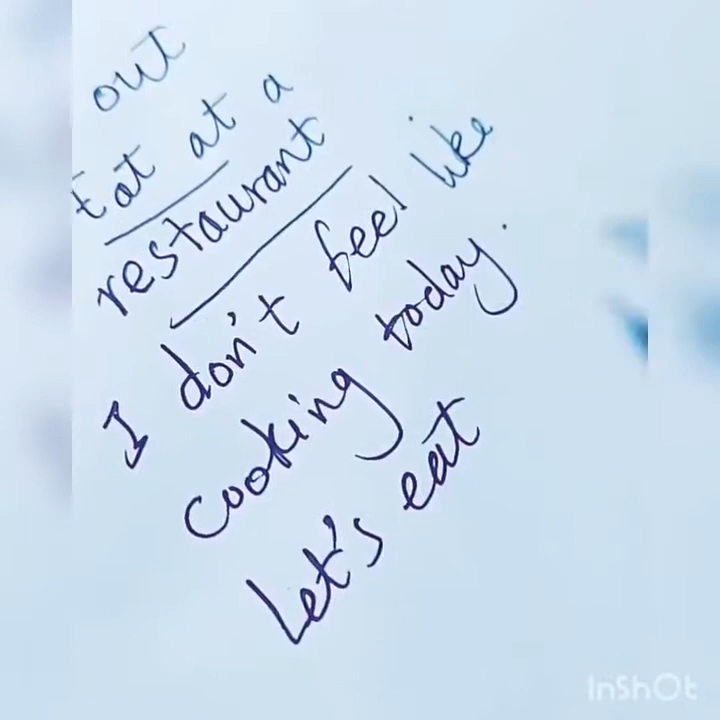 out
Eat at a
restaurant
I don't feel like
cooking today.
Let's eat
InShOt